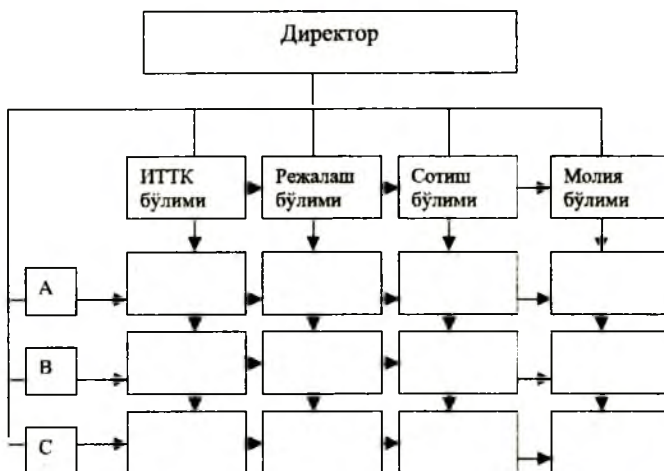 Директор
ИТТК
бўлими
Режалаш
бўлими
Сотиш
бўлими
Молия
бўлими
А
В
С